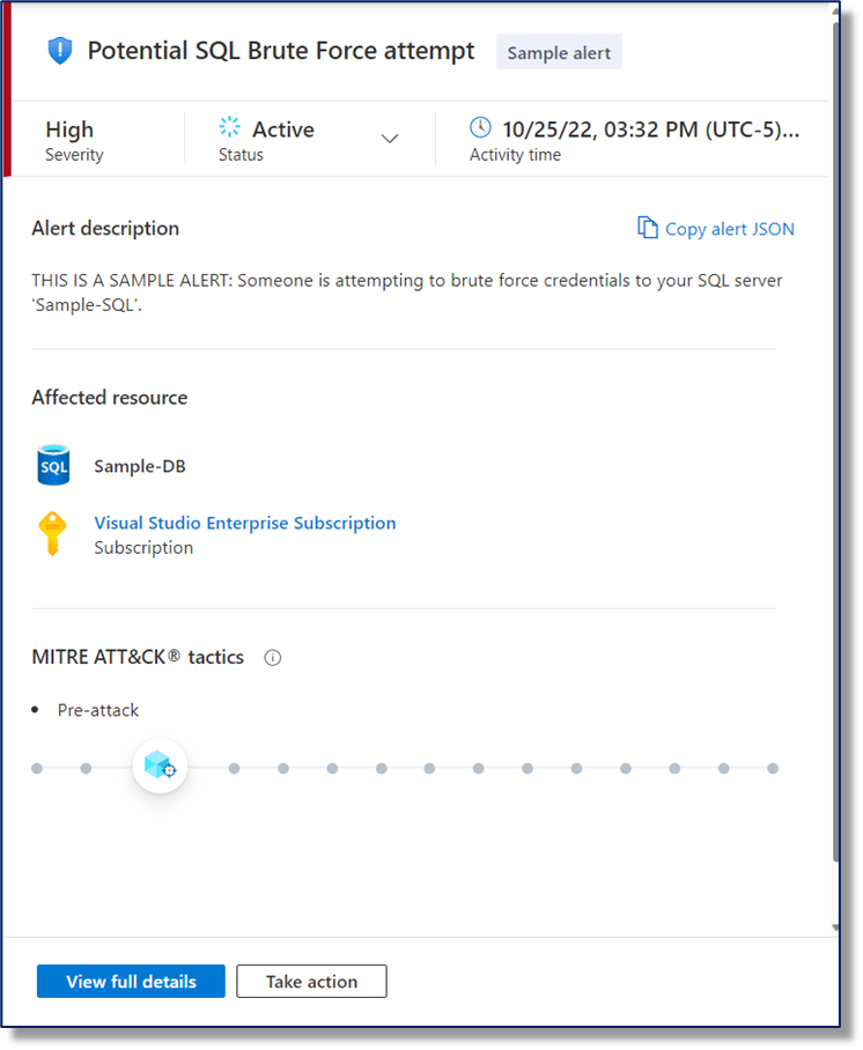 Potential SQL Brute Force attempt
Sample alert
High
Severity
Active
Status
10/25/22, 03:32 PM (UTC-5)...
Activity time
Alert description
Copy alert JSON
THIS IS A SAMPLE ALERT: Someone is attempting to brute force credentials to your SQL server
'Sample-SQL'.
Affected resource
SQL
Sample-DB
Visual Studio Enterprise Subscription
Subscription
MITRE ATT&CK® tactics
• Pre-attack
View full details
Take action